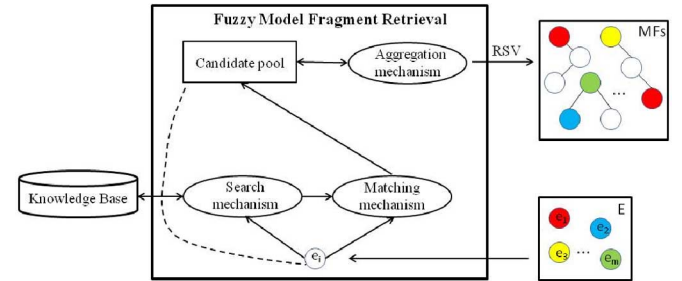 Fuzzy Model Fragment Retrieval
Candidate pool
Aggregation
mechanism
RSV
MFs
...
Knowledge Base
Search
mechanism
Matching
mechanism
E
e1
e2
e3
...
em
ei